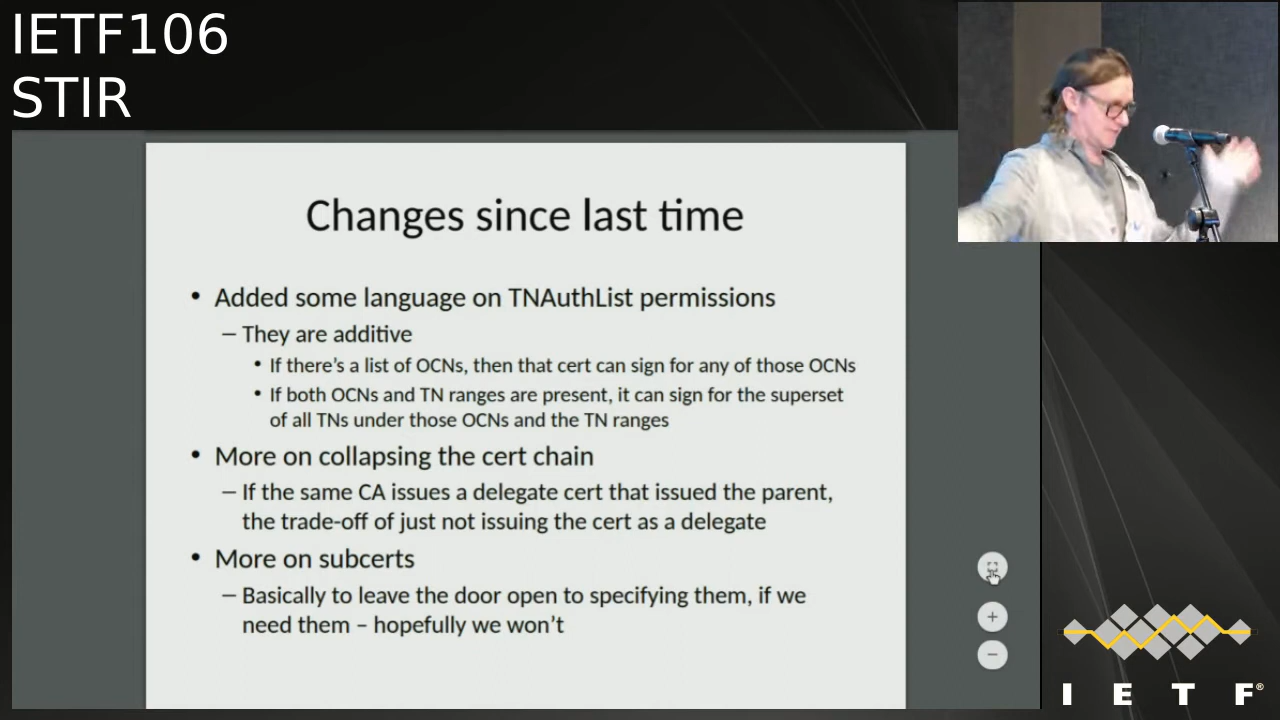 IETF106
STIR
Changes since last time
• Added some language on TNAuthList permissions
– They are additive
• If there’s a list of OCNs, then that cert can sign for any of those OCNs
• If both OCNs and TN ranges are present, it can sign for the superset
of all TNs under those OCNs and the TN ranges
• More on collapsing the cert chain
– If the same CA issues a delegate cert that issued the parent,
the trade-off of just not issuing the cert as a delegate
• More on subcerts
– Basically to leave the door open to specifying them, if we
need them – hopefully we won’t
+
−
I E T F®